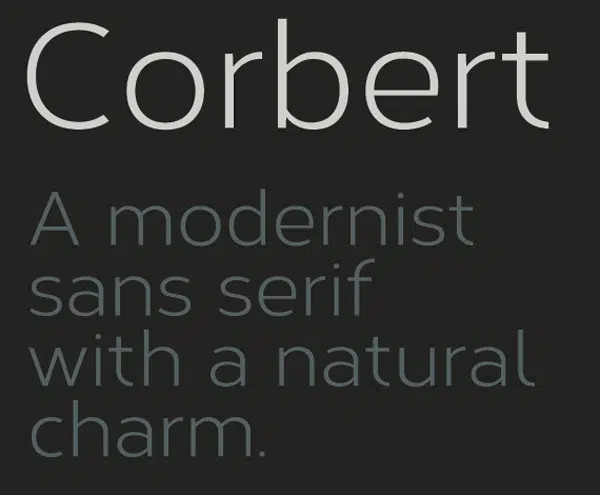 Corbert
A modernist
sans serif
with a natural
charm.